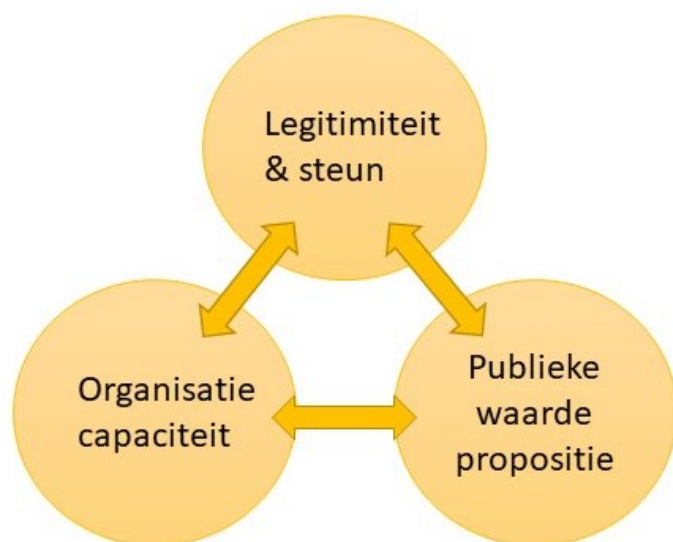 Legitimiteit
& steun
Organisatie
capaciteit
Publieke
waarde
propositie